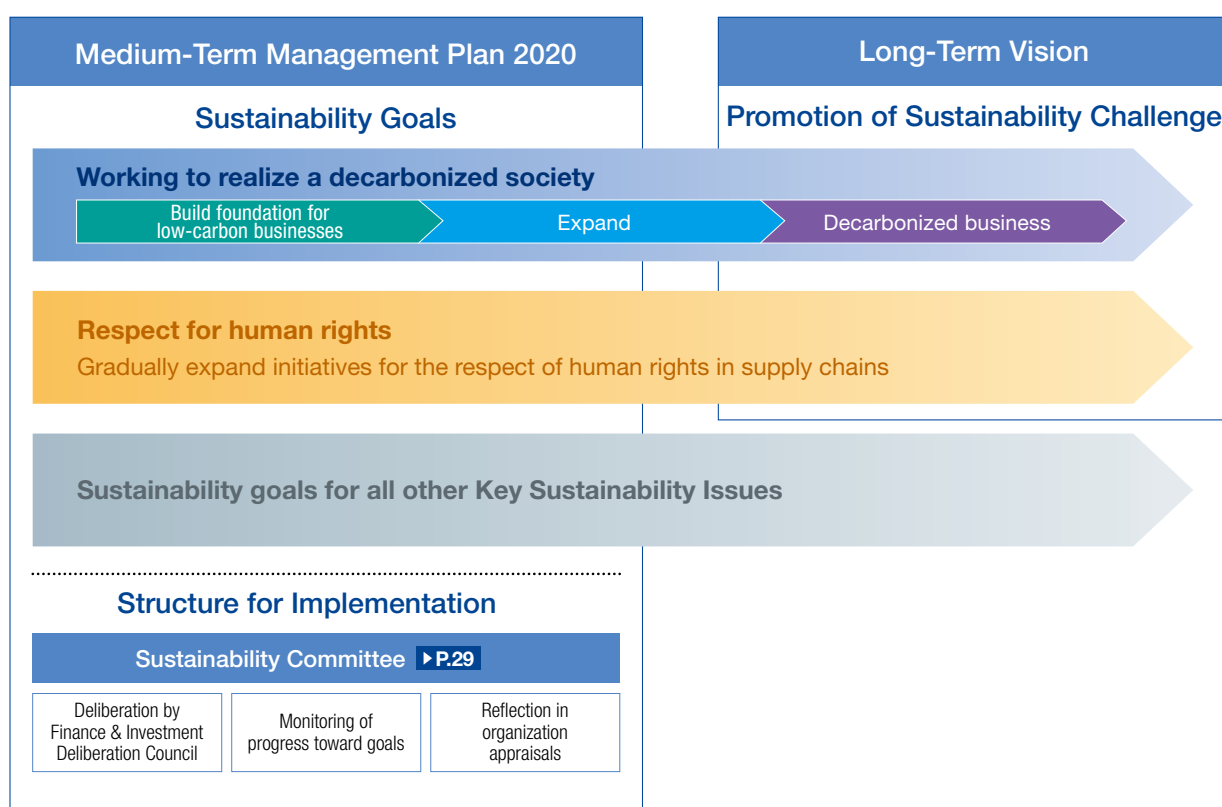 Medium-Term Management Plan 2020
Long-Term Vision
Sustainability Goals
Promotion of Sustainability Challenge
Working to realize a decarbonized society
Build foundation for
low-carbon businesses
Expand
Decarbonized business
Respect for human rights
Gradually expand initiatives for the respect of human rights in supply chains
Sustainability goals for all other Key Sustainability Issues
Structure for Implementation
Sustainability Committee ▶P.29
Deliberation by
Finance & Investment
Deliberation Council
Monitoring of
progress toward goals
Reflection in
organization
appraisals